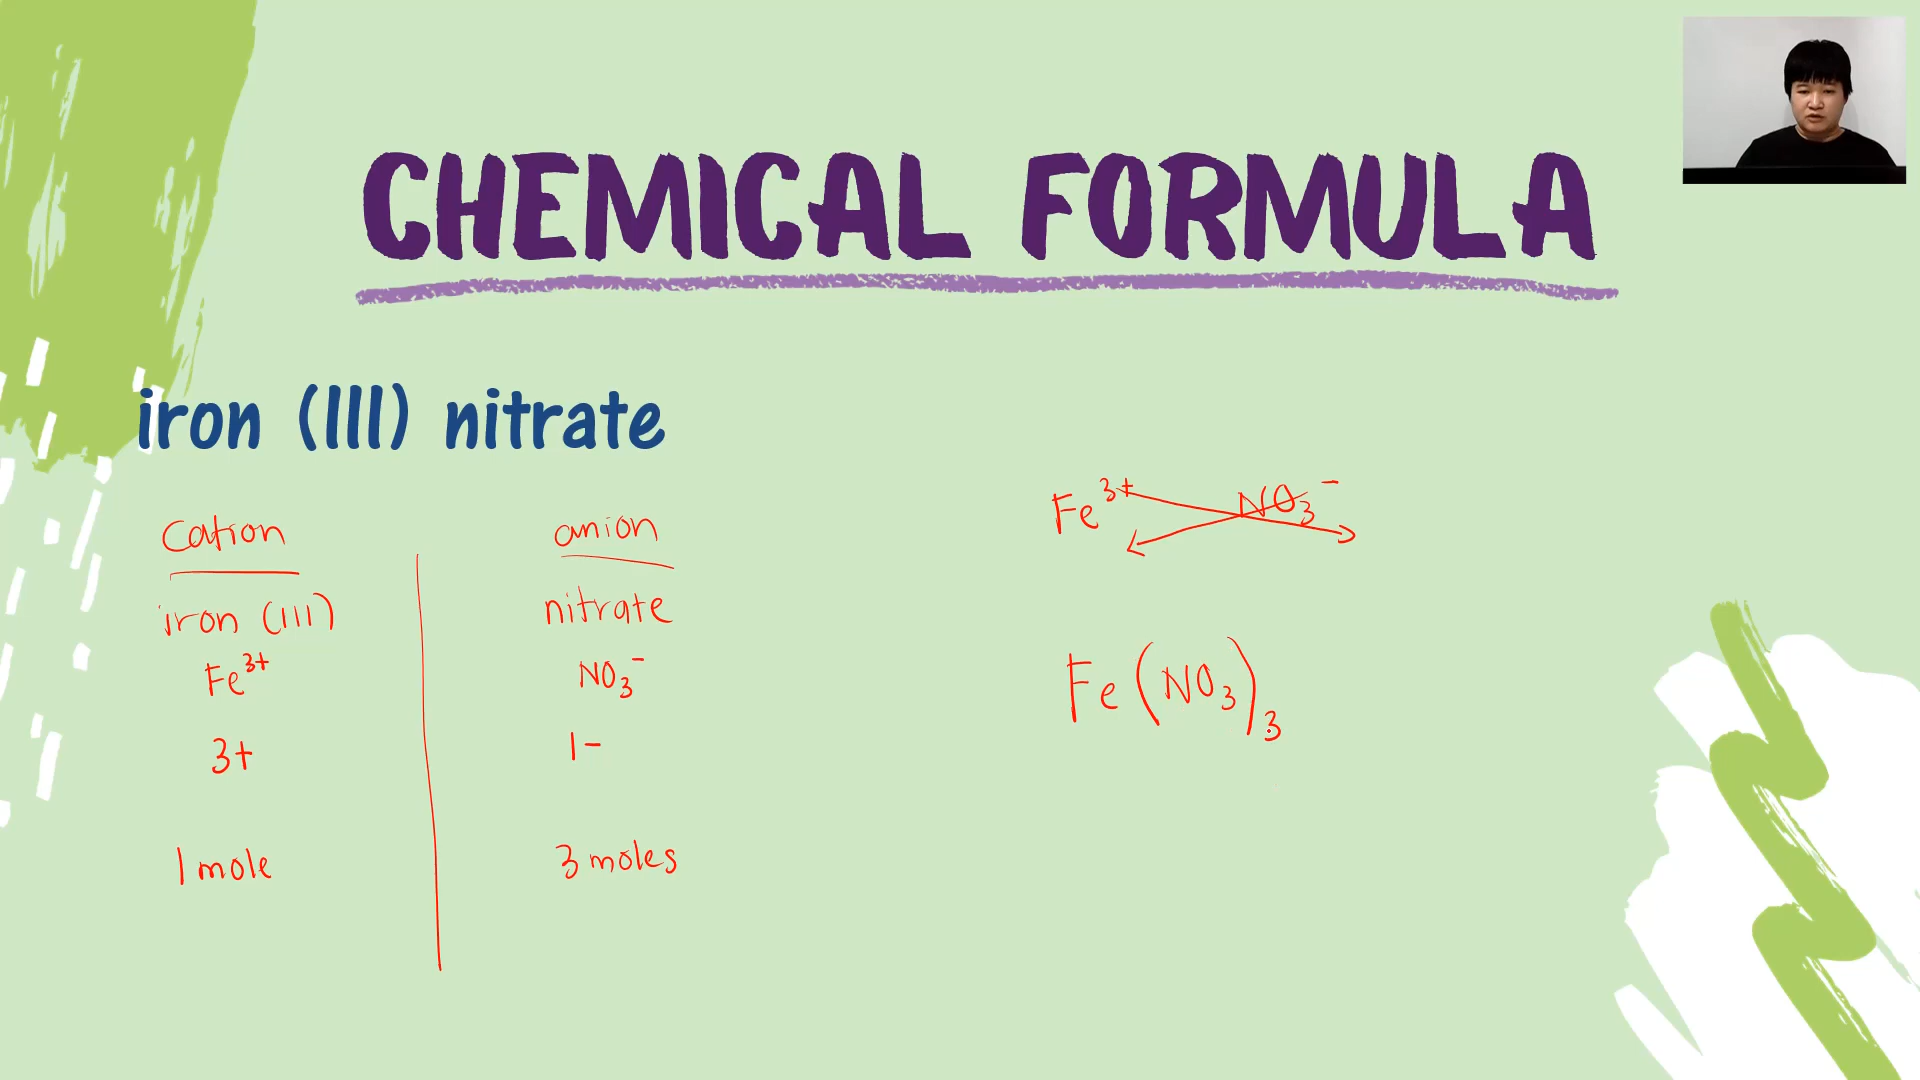 CHEMICAL FORMULA
iron (III) nitrate
cation
anion
iron (III)
nitrate
Fe³⁺
NO₃⁻
3+
1-
1 mole
3 moles
Fe³⁺ NO₃⁻
Fe(NO₃)₃